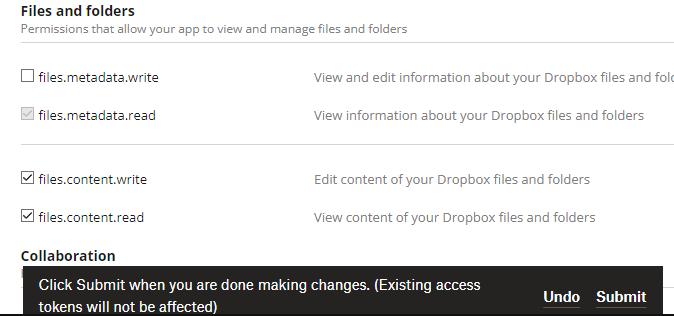 Files and folders
Permissions that allow your app to view and manage files and folders
files.metadata.write View and edit information about your Dropbox files and
files.metadata.read View information about your Dropbox files and folders
files.content.write Edit content of your Dropbox files and folders
files.content.read View content of your Dropbox files and folders
Collaboration
Click Submit when you are done making changes. (Existing access
tokens will not be affected)
Undo Submit